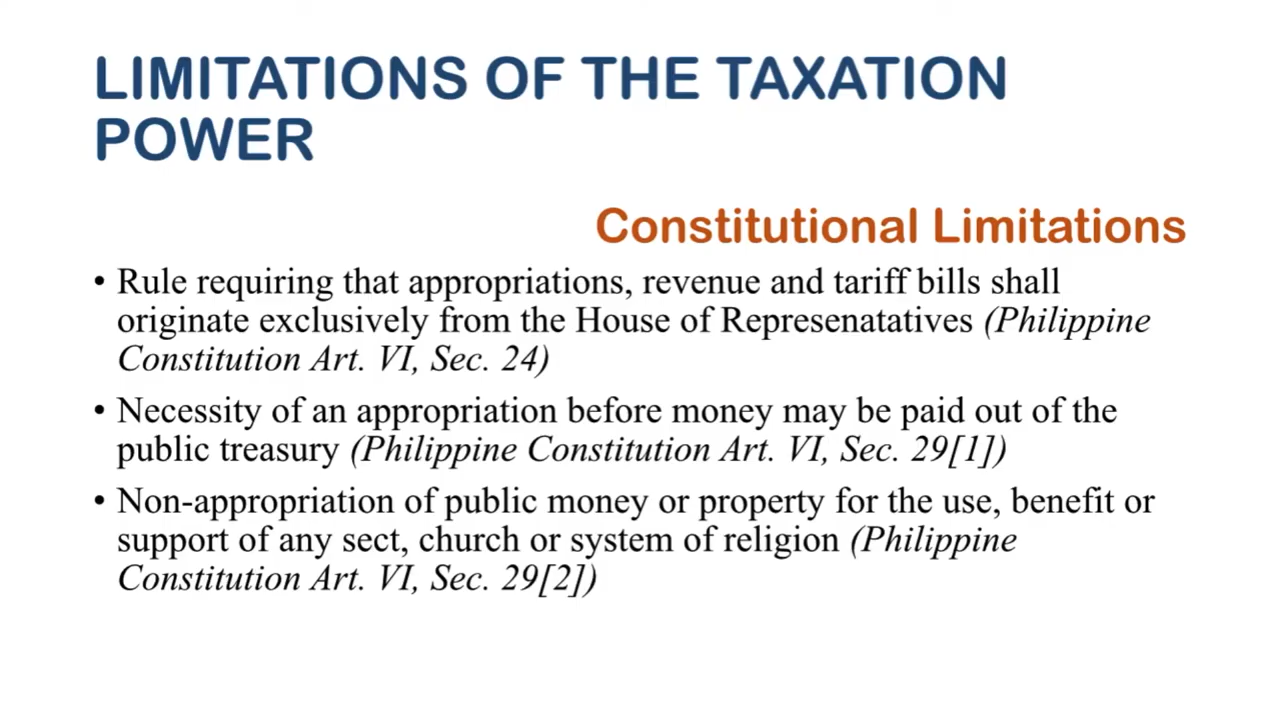 LIMITATIONS OF THE TAXATION
POWER
Constitutional Limitations
• Rule requiring that appropriations, revenue and tariff bills shall
originate exclusively from the House of Represenatatives (Philippine
Constitution Art. VI, Sec. 24)
• Necessity of an appropriation before money may be paid out of the
public treasury (Philippine Constitution Art. VI, Sec. 29[1])
• Non-appropriation of public money or property for the use, benefit or
support of any sect, church or system of religion (Philippine
Constitution Art. VI, Sec. 29[2])